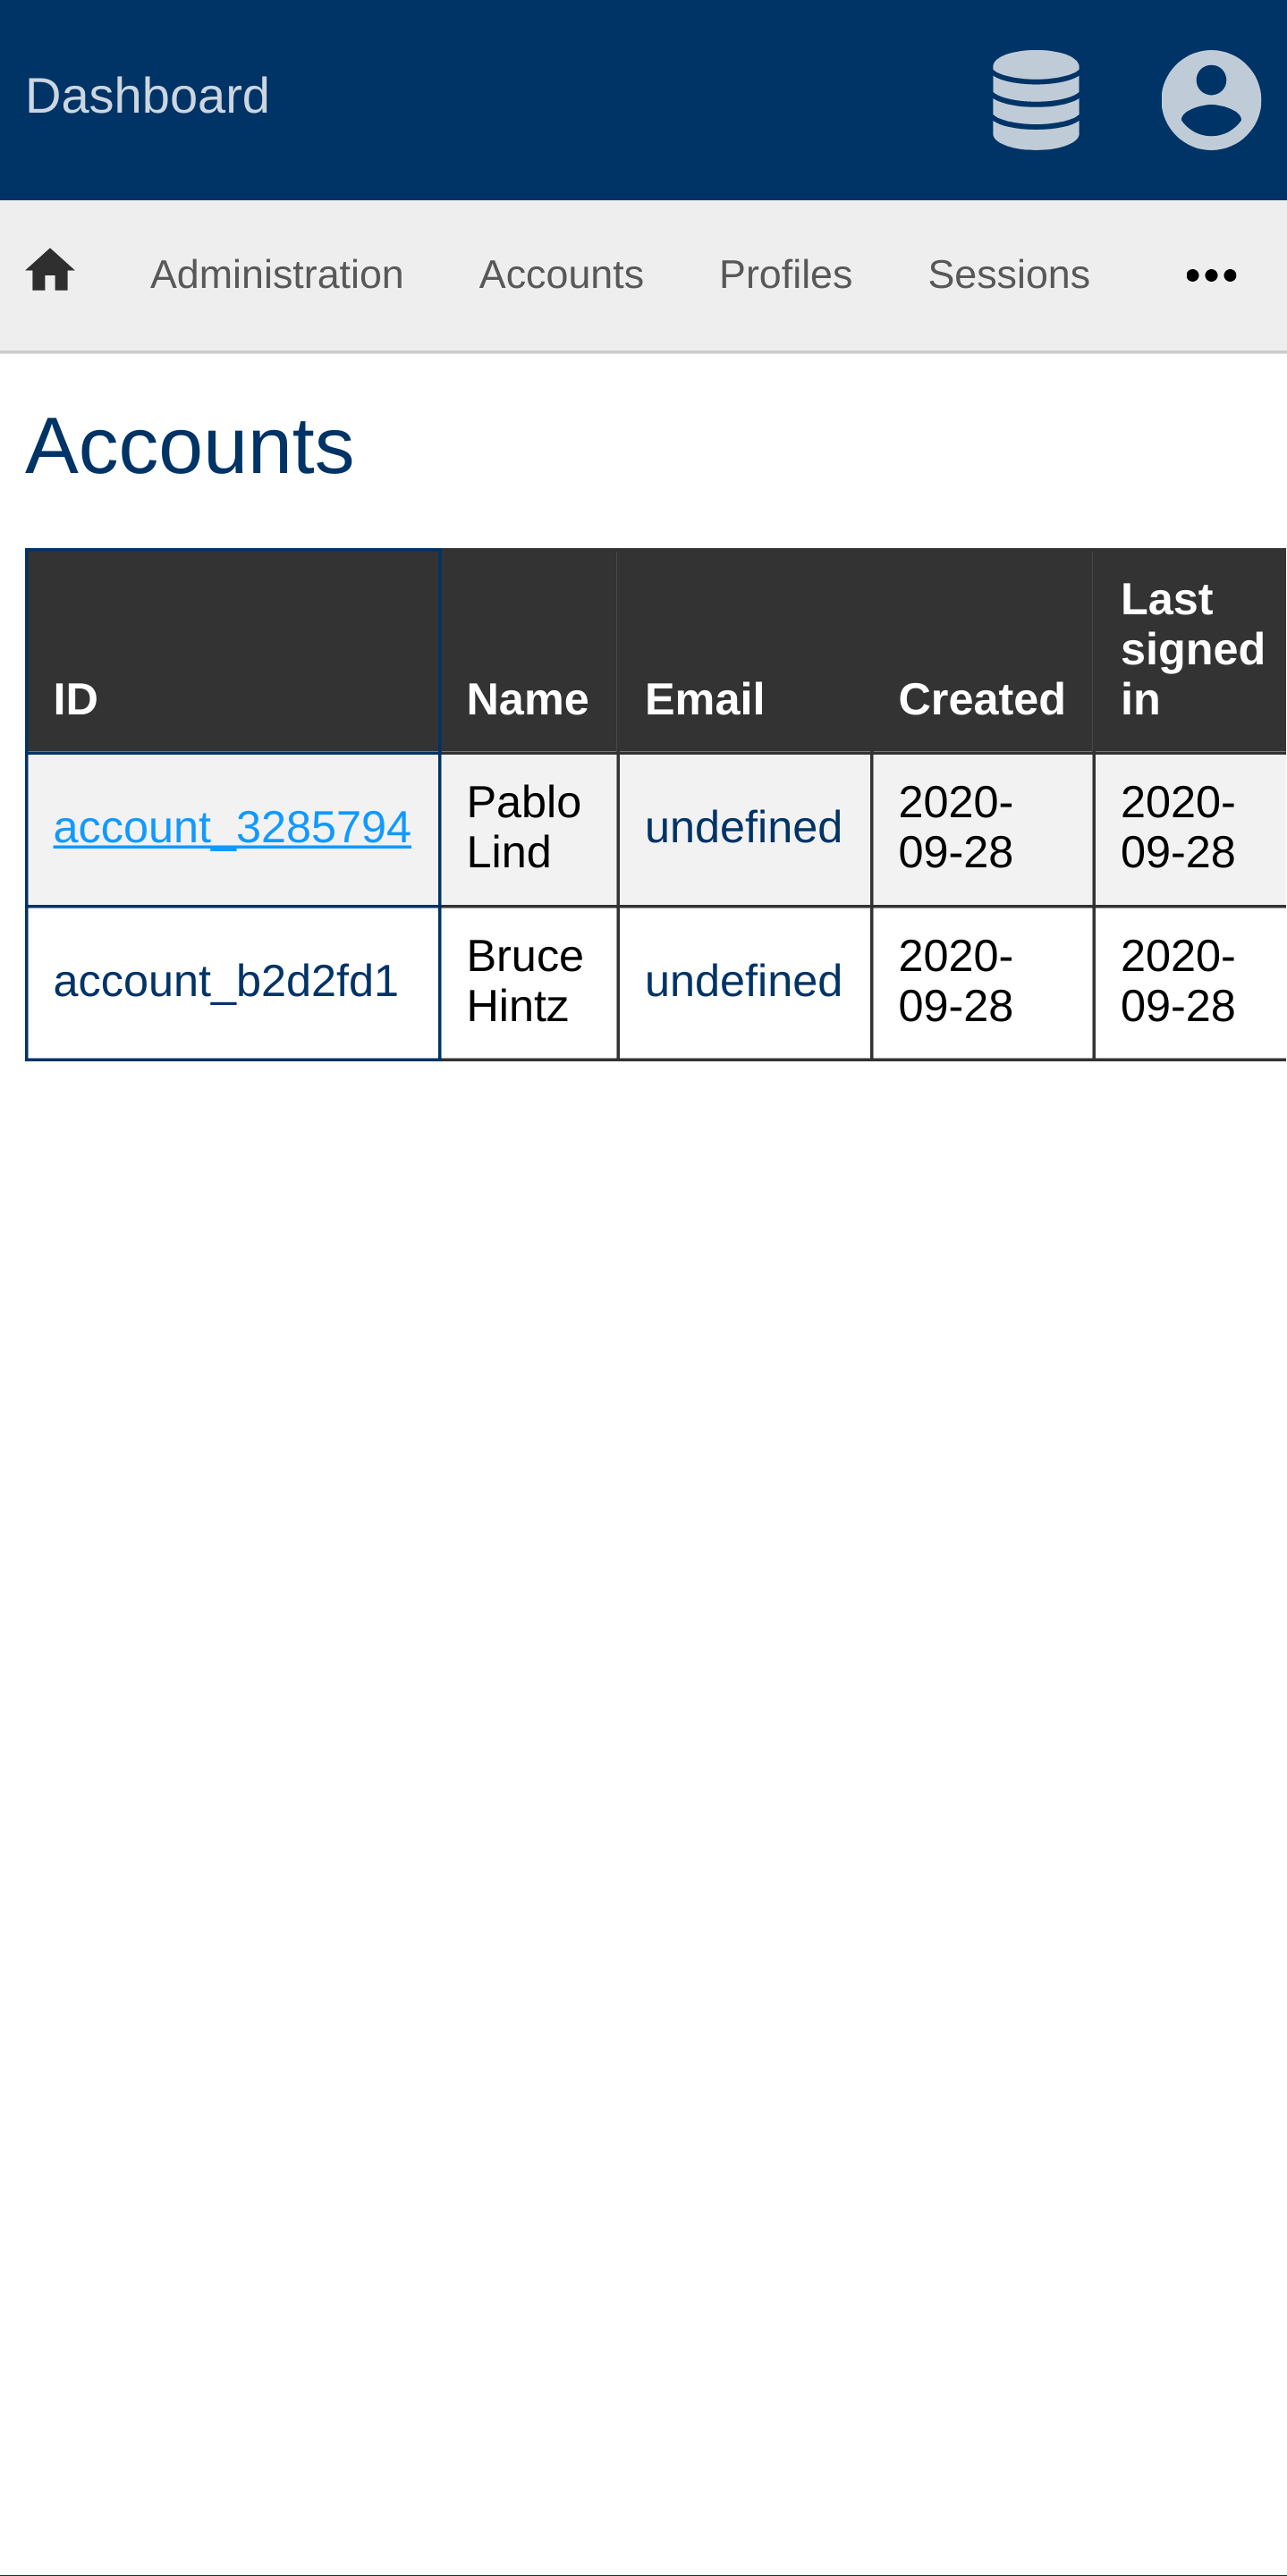 Dashboard
Administration Accounts Profiles Sessions •••
Accounts
ID Name Email Created Last signed in
account_3285794 Pablo Lind undefined 2020-09-28 2020-09-28
account_b2d2fd1 Bruce Hintz undefined 2020-09-28 2020-09-28